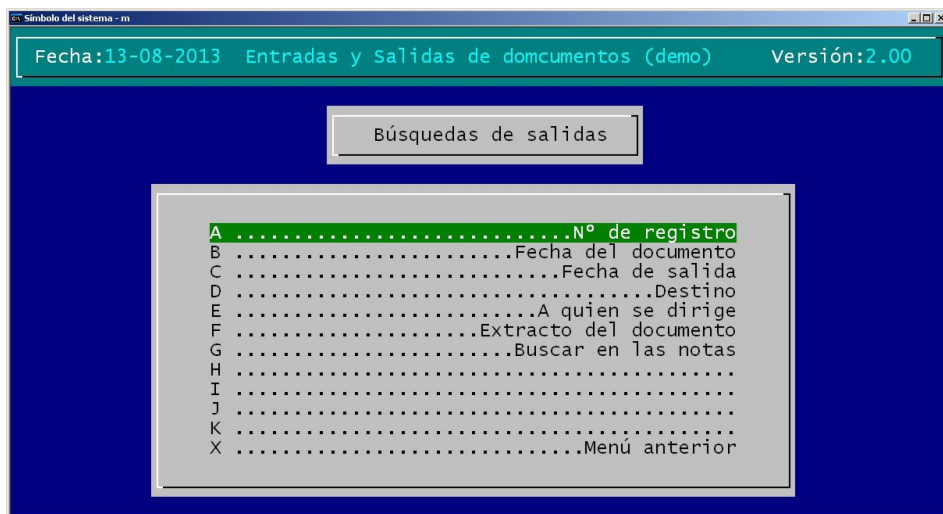 Símbolo del sistema - m
Fecha:13-08-2013 Entradas y Salidas de domcumentos (demo) Versión:2.00
Búsquedas de salidas
A .............................Nº de registro
B ........................Fecha del documento
C ............................Fecha de salida
D ....................................Destino
E ..........................A quien se dirige
F .....................Extracto del documento
G ........................Buscar en las notas
H ...........................................
I ...........................................
J ...........................................
K ...........................................
X ..............................Menú anterior